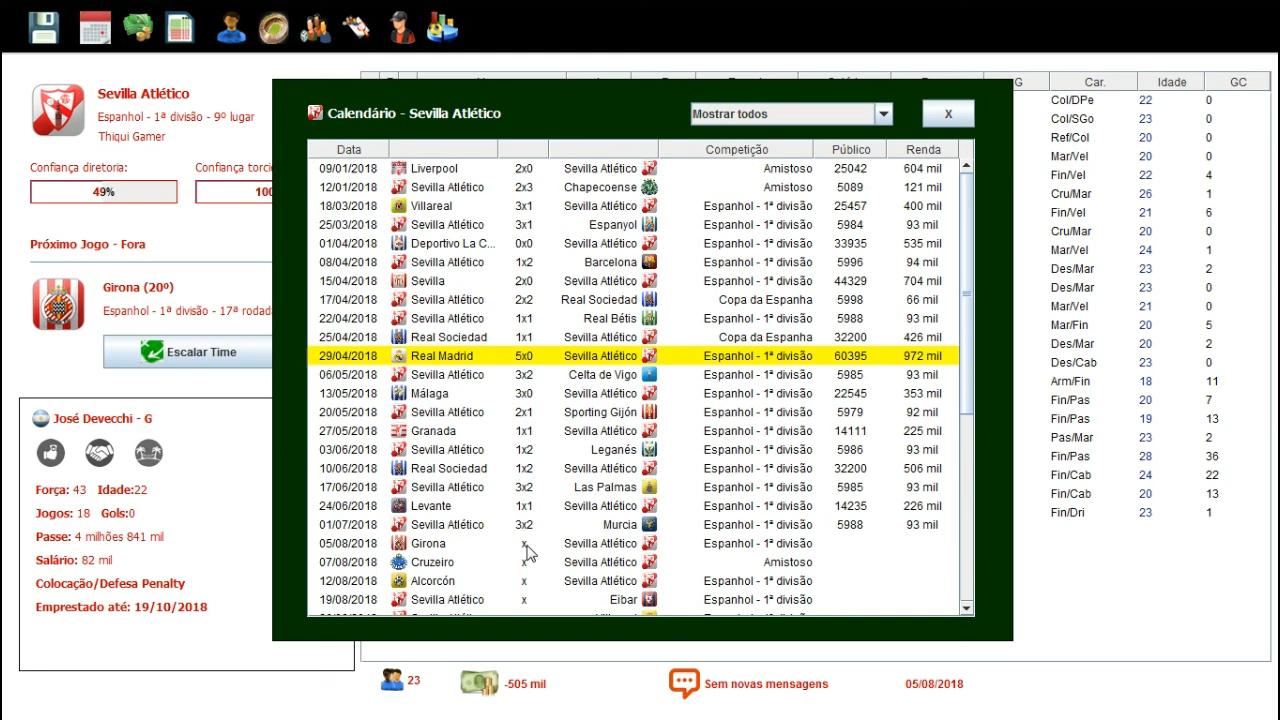 Sevilla Atlético
Espanhol - 1ª divisão - 9º lugar
Thiqui Gamer
Confiança diretoria:
Confiança torcic
49%
100
Próximo Jogo - Fora
Girona (20º)
Espanhol - 1ª divisão - 17ª rodada
Escalar Time
José Devecchi - G
Força: 43 Idade:22
Jogos: 18 Gols:0
Passe: 4 milhões 841 mil
Salário: 82 mil
Colocação/Defesa Penalty
Emprestado até: 19/10/2018
Calendário - Sevilla Atlético
Mostrar todos
X
Data Competição Público Renda
09/01/2018 Liverpool 2x0 Sevilla Atlético Amistoso 25042 604 mil
12/01/2018 Sevilla Atlético 2x3 Chapecoense Amistoso 5089 121 mil
18/03/2018 Villareal 3x1 Sevilla Atlético Espanhol - 1ª divisão 25457 400 mil
25/03/2018 Sevilla Atlético 3x1 Espanyol Espanhol - 1ª divisão 5984 93 mil
01/04/2018 Deportivo La C... 0x0 Sevilla Atlético Espanhol - 1ª divisão 33935 535 mil
08/04/2018 Sevilla Atlético 1x2 Barcelona Espanhol - 1ª divisão 5996 94 mil
15/04/2018 Sevilla 2x0 Sevilla Atlético Espanhol - 1ª divisão 44329 704 mil
17/04/2018 Sevilla Atlético 2x2 Real Sociedad Copa da Espanha 5998 66 mil
22/04/2018 Sevilla Atlético 1x1 Real Bétis Espanhol - 1ª divisão 5988 93 mil
25/04/2018 Real Sociedad 1x1 Sevilla Atlético Copa da Espanha 32200 426 mil
29/04/2018 Real Madrid 5x0 Sevilla Atlético Espanhol - 1ª divisão 60395 972 mil
06/05/2018 Sevilla Atlético 3x2 Celta de Vigo Espanhol - 1ª divisão 5985 93 mil
13/05/2018 Málaga 3x0 Sevilla Atlético Espanhol - 1ª divisão 22545 353 mil
20/05/2018 Sevilla Atlético 2x1 Sporting Gijón Espanhol - 1ª divisão 5979 92 mil
27/05/2018 Granada 1x1 Sevilla Atlético Espanhol - 1ª divisão 14111 225 mil
03/06/2018 Sevilla Atlético 1x2 Leganés Espanhol - 1ª divisão 5986 93 mil
10/06/2018 Real Sociedad 1x2 Sevilla Atlético Espanhol - 1ª divisão 32200 506 mil
17/06/2018 Sevilla Atlético 3x2 Las Palmas Espanhol - 1ª divisão 5985 93 mil
24/06/2018 Levante 1x1 Sevilla Atlético Espanhol - 1ª divisão 14235 226 mil
01/07/2018 Sevilla Atlético 3x2 Murcia Espanhol - 1ª divisão 5988 93 mil
05/08/2018 Girona x Sevilla Atlético Espanhol - 1ª divisão
07/08/2018 Cruzeiro x Sevilla Atlético Amistoso
12/08/2018 Alcorcón x Sevilla Atlético Espanhol - 1ª divisão
19/08/2018 Sevilla Atlético x Eibar Espanhol - 1ª divisão
G Car. Idade GC
Col/DPe 22 0
Col/SGo 23 0
Ref/Col 20 0
Mar/Vel 20 0
Fin/Vel 22 4
Cru/Mar 26 1
Fin/Vel 21 6
Cru/Mar 20 0
Mar/Vel 24 1
Des/Mar 23 2
Des/Mar 23 0
Mar/Vel 21 0
Mar/Fin 20 5
Des/Mar 20 2
Des/Cab 23 0
Arm/Fin 18 11
Fin/Pas 20 7
Fin/Pas 19 13
Pas/Mar 23 2
Fin/Pas 28 36
Fin/Cab 24 22
Fin/Cab 20 13
Fin/Dri 23 1
23
-505 mil
Sem novas mensagens
05/08/2018